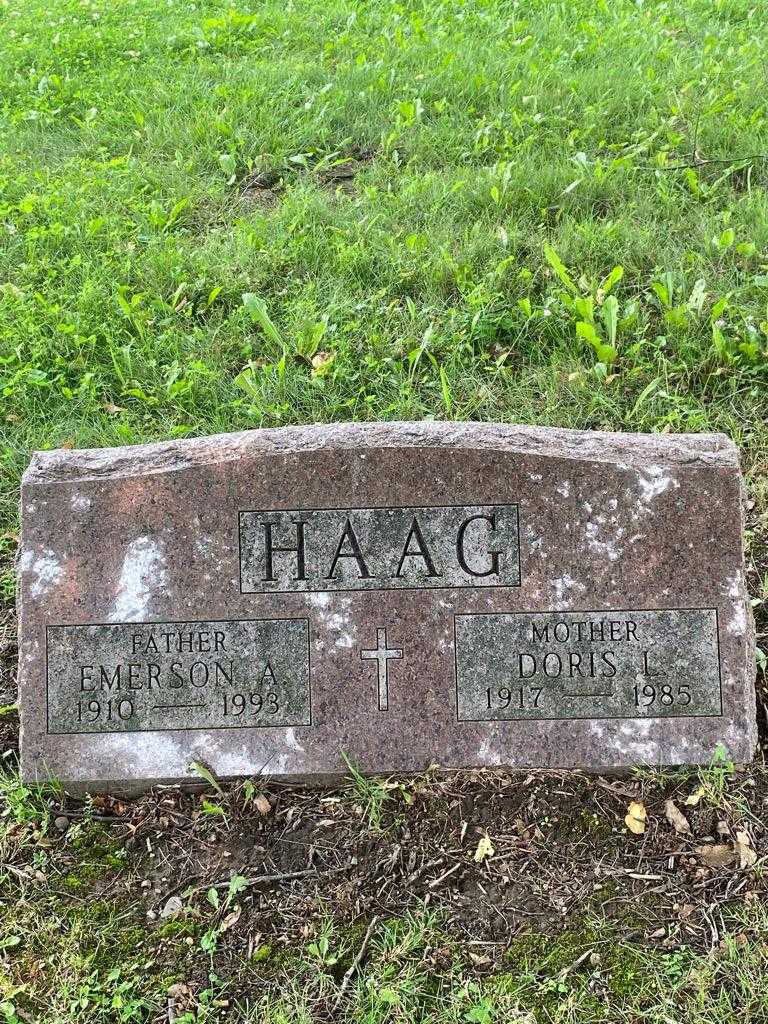 HAAG
FATHER
EMERSON A
1910 — 1993
MOTHER
DORIS L.
1917 — 1985